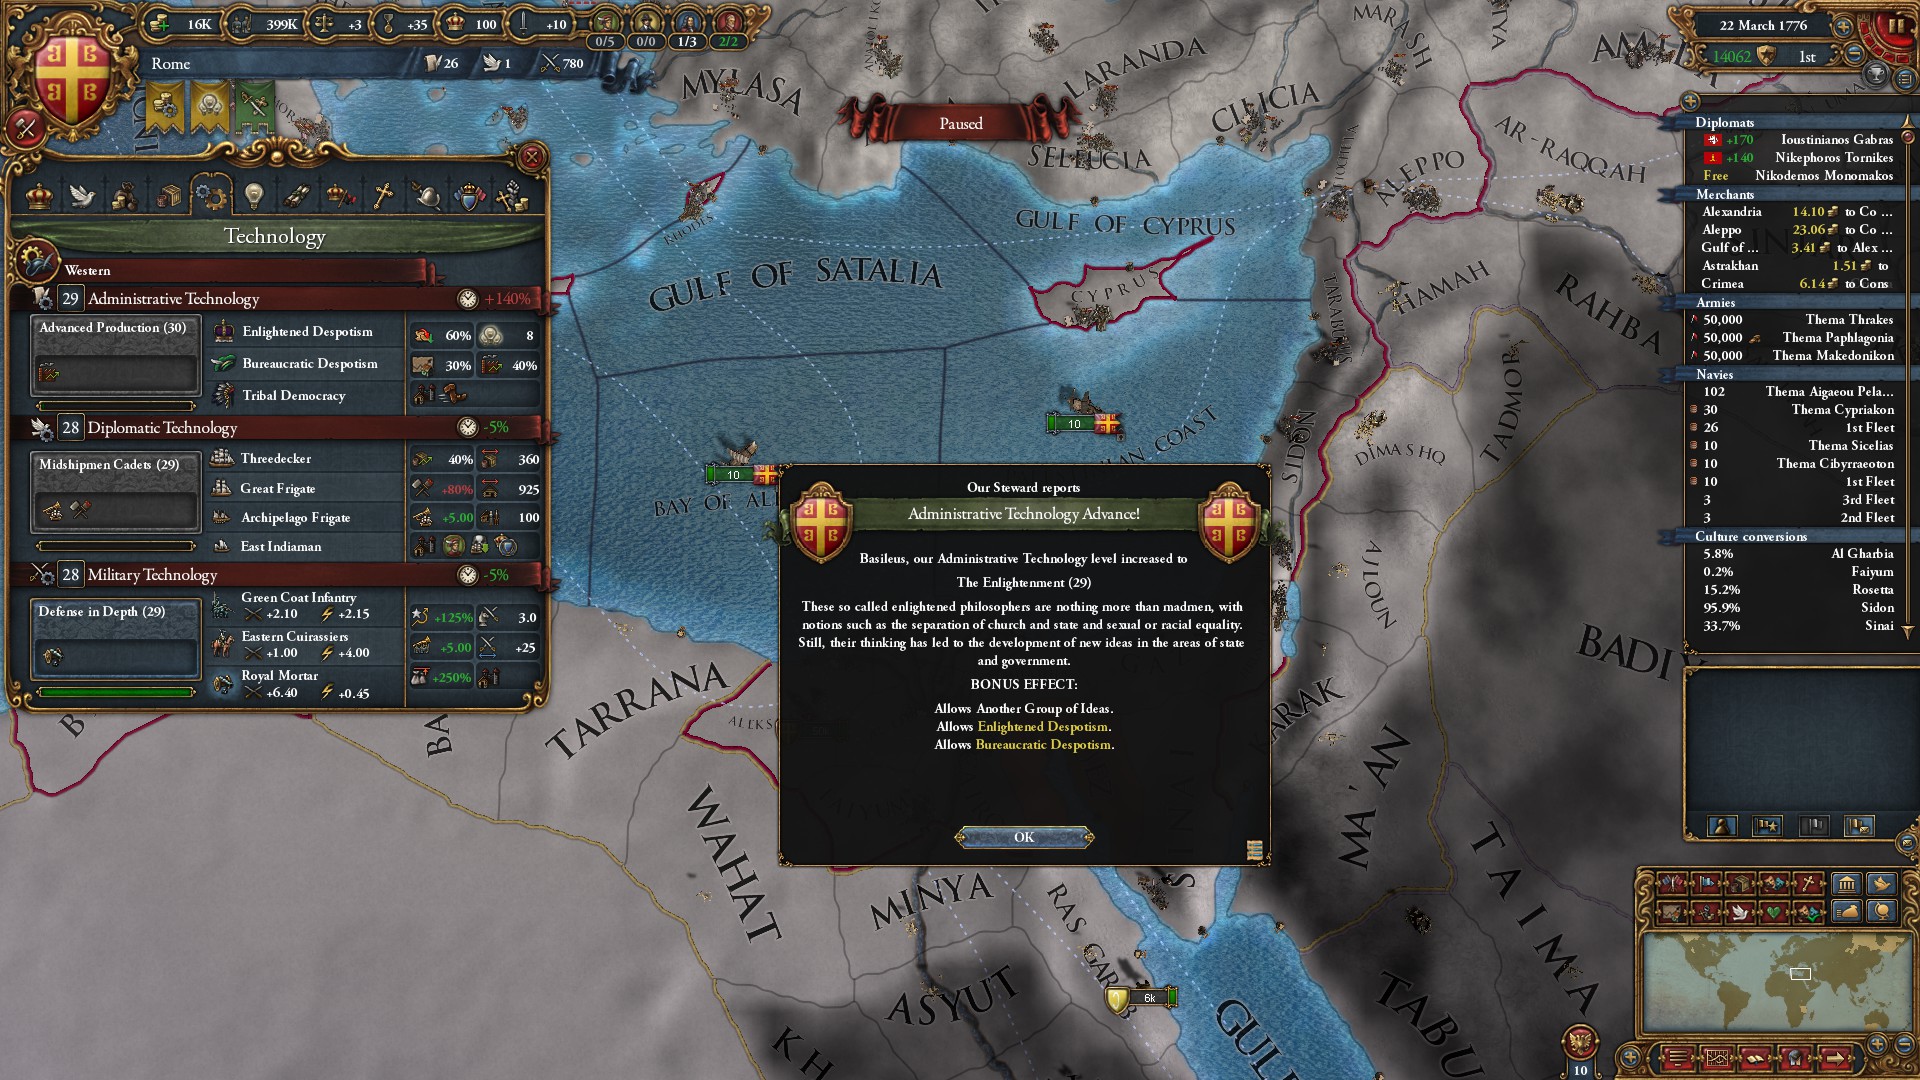 16K
399K
+3
+35
100
+10
0/5
0/0
1/3
2/2
Rome
26
1
780
22 March 1776
14062
1st
Paused
Technology
Western
29 Administrative Technology +140%
Advanced Production (30)
Enlightened Despotism 60% 8
Bureaucratic Despotism 30% 40%
Tribal Democracy
28 Diplomatic Technology -5%
Midshipmen Cadets (29)
Threedecker 40% 360
Great Frigate +80% 925
Archipelago Frigate +5.00 100
East Indiaman
28 Military Technology -5%
Defense in Depth (29)
Green Coat Infantry
+2.10 +2.15
+125% 3.0
Eastern Cuirassiers
+1.00 +4.00
+5.00 +25
Royal Mortar
+6.40 +0.45
+250%
Our Steward reports
Administrative Technology Advance!
Basileus, our Administrative Technology level increased to
The Enlightenment (29)
These so called enlightened philosophers are nothing more than madmen, with
notions such as the separation of church and state and sexual or racial equality.
Still, their thinking has led to the development of new ideas in the areas of state
and government.
BONUS EFFECT:
Allows Another Group of Ideas.
Allows Enlightened Despotism.
Allows Bureaucratic Despotism.
OK
Diplomats
+170 Ioustinianos Gabras
+140 Nikephoros Tornikes
Free Nikodemos Monomakos
Merchants
Alexandria 14.10 to Co ...
Aleppo 23.06 to Co ...
Gulf of ... 3.41 to Alex ...
Astrakhan 1.51 to
Crimea 6.14 to Cons
Armies
50,000 Thema Thrakes
50,000 Thema Paphlagonia
50,000 Thema Makedonikon
Navies
102 Thema Aigaeou Pela...
30 Thema Cypriakon
26 1st Fleet
10 Thema Sicelias
10 Thema Cibyrraeoton
10 1st Fleet
3 3rd Fleet
3 2nd Fleet
Culture conversions
5.8% Al Gharbia
0.2% Faiyum
15.2% Rosetta
95.9% Sidon
33.7% Sinai
MYLASA
LARANDA
MARASH
CILICIA
SELEUCIA
ALEPPO
AR-RAQQAH
RHODES
GULF OF CYPRUS
GULF OF SATALIA
CYPRUS
HAMAH
RAHBA
TADMOR
DIMASHQ
SIDON
10
10
AJLOUN
BADIY
TARRANA
WAHAT
MA'AN
TAIMA
MINYA
RAS GARIB
ASYUT
6k
TABU
10